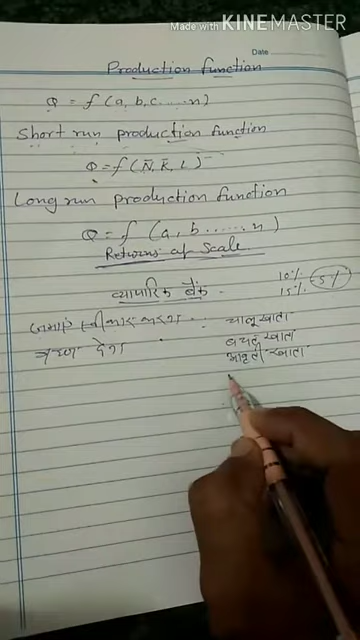 Made with KINEMASTER
Date
Production function
Q = f (a, b, c ..... n)
Short run production function
Q = f (N̄, K̄, L)
Long run production function
Q = f (a, b ...... n)
Returns of Scale
10%
व्यापारिक बैंक 15% 5%
जमाएं स्वीकार करना चालू खाता
ऋण देना बचत खाता
आवृत्ती खाता